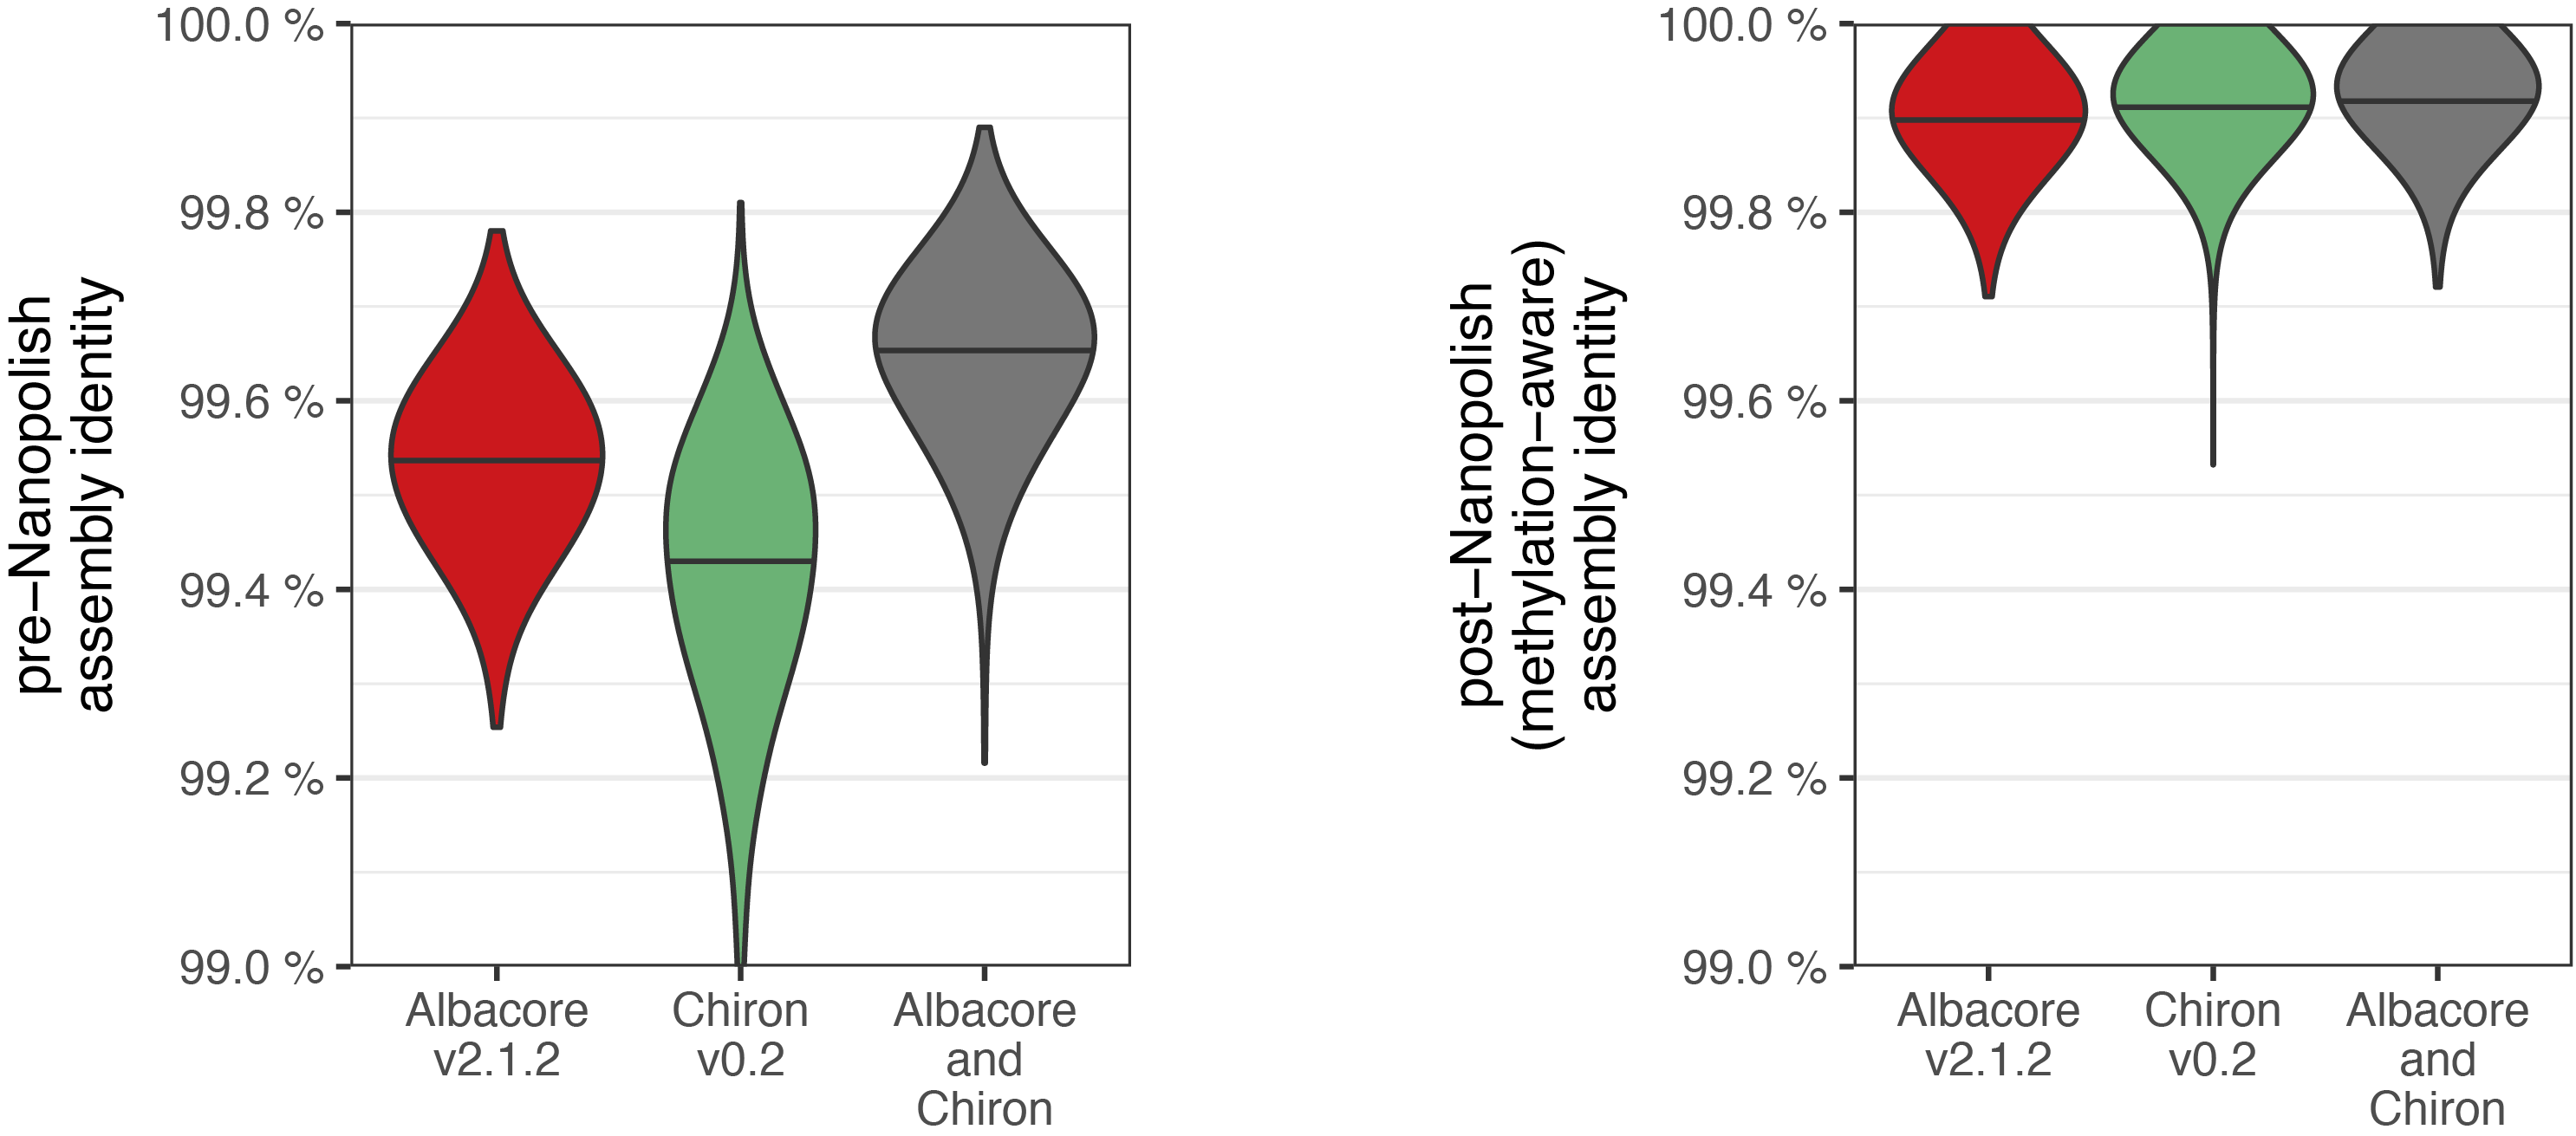 pre−Nanopolish
assembly identity
100.0 %
99.8 %
99.6 %
99.4 %
99.2 %
99.0 %
Albacore
v2.1.2
Chiron
v0.2
Albacore
and
Chiron
post−Nanopolish
(methylation−aware)
assembly identity
100.0 %
99.8 %
99.6 %
99.4 %
99.2 %
99.0 %
Albacore
v2.1.2
Chiron
v0.2
Albacore
and
Chiron